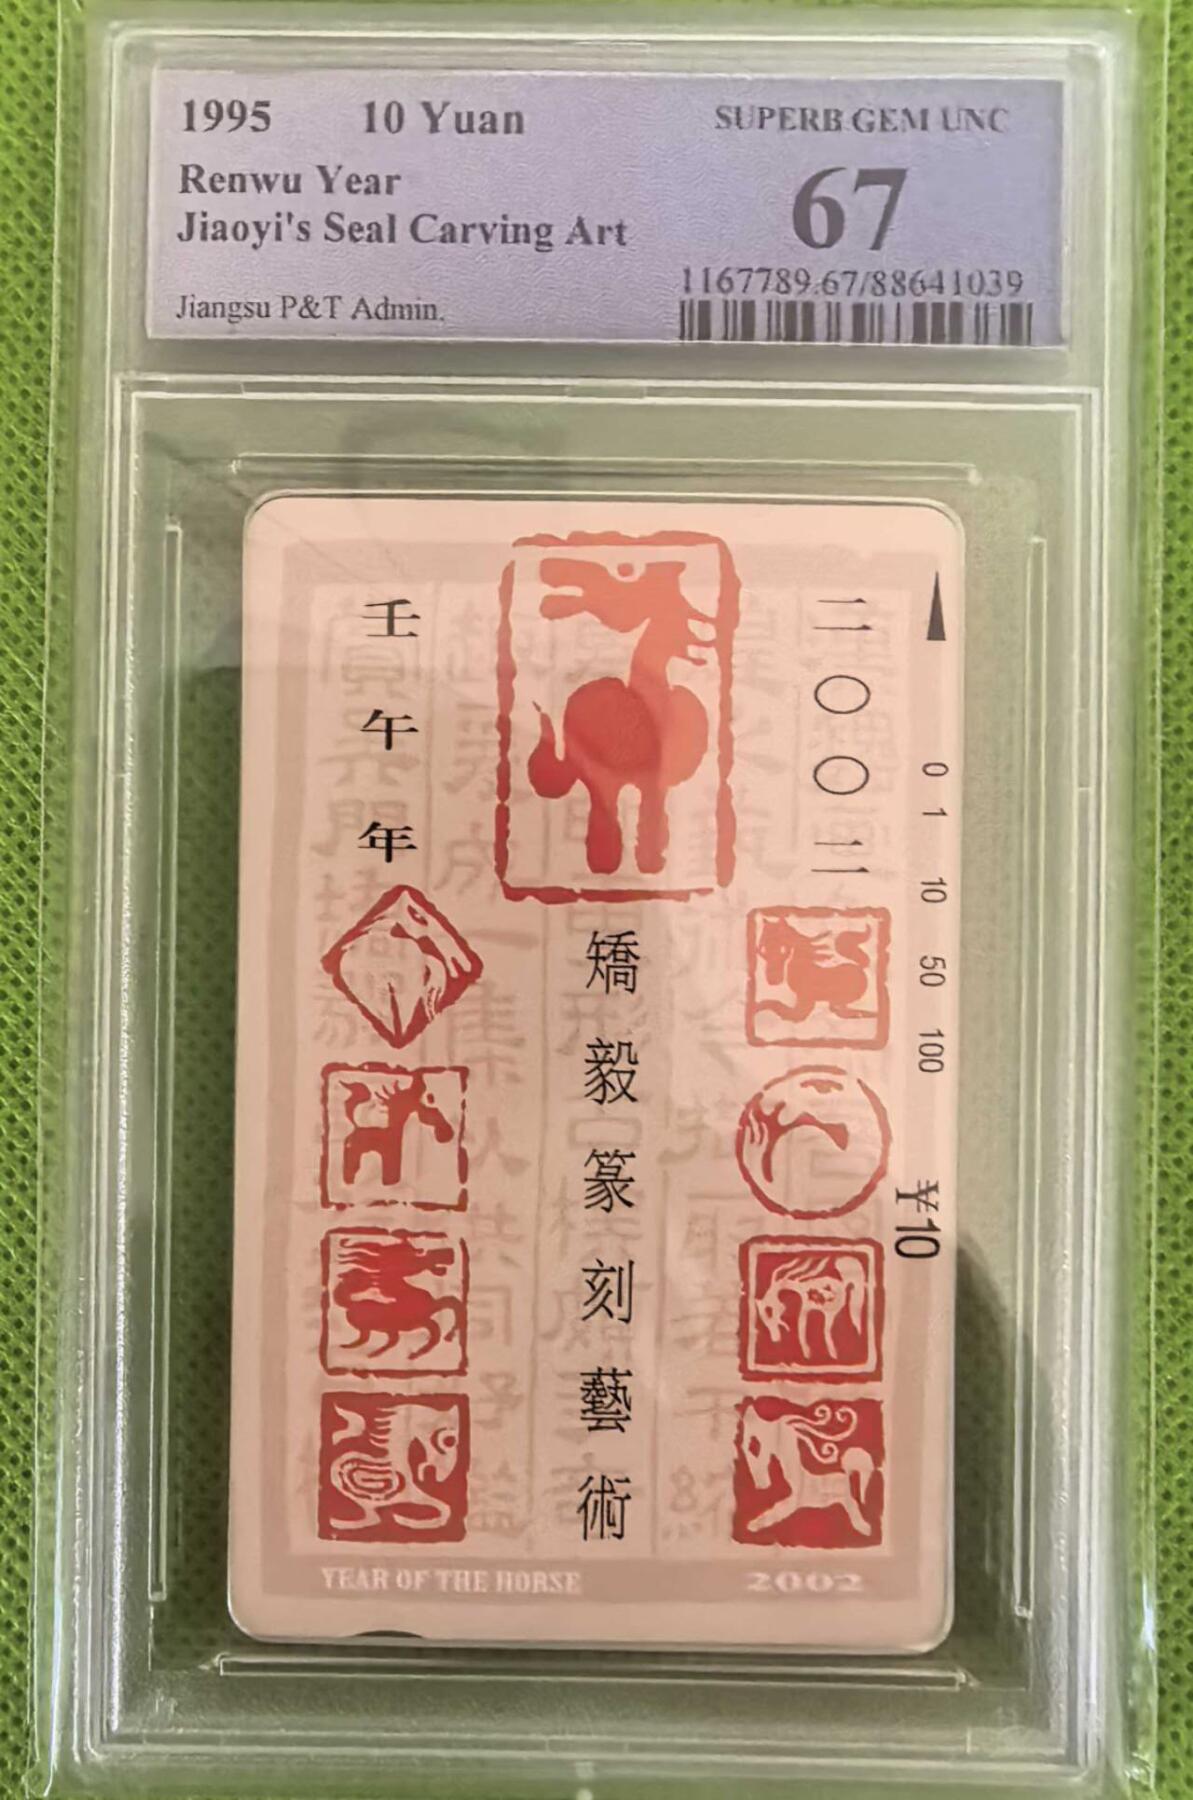 1995 10 Yuan
SUPERB GEM UNC
Renwu Year
67
Jiaoyi's Seal Carving Art
1167789.67/88641039
Jiangsu P&T Admin.
二〇〇二
壬午年
矯毅篆刻藝術
0 1 10 50 100
¥10
YEAR OF THE HORSE 2002